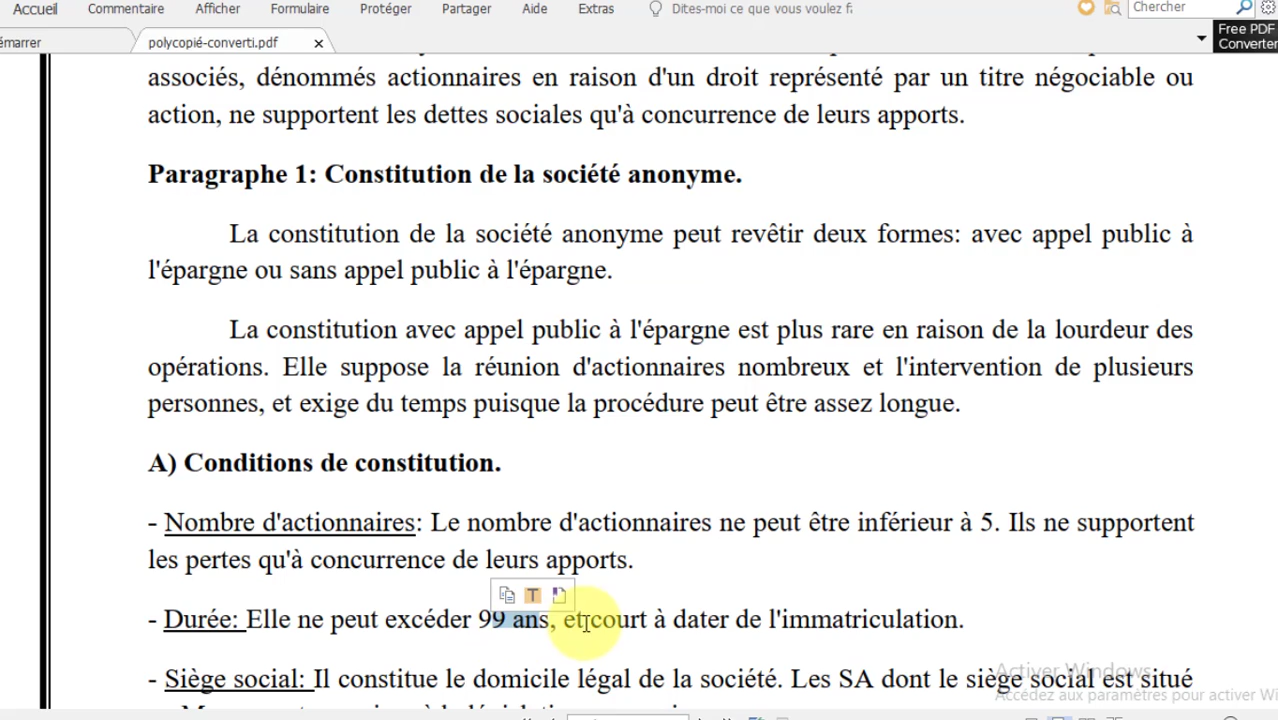 Accueil Commentaire Afficher Formulaire Protéger Partager Aide Extras Dites-moi ce que vous voulez f Chercher
émarrer polycopié-converti.pdf Free PDF
Converter
associés, dénommés actionnaires en raison d'un droit représenté par un titre négociable ou
action, ne supportent les dettes sociales qu'à concurrence de leurs apports.
Paragraphe 1: Constitution de la société anonyme.
La constitution de la société anonyme peut revêtir deux formes: avec appel public à
l'épargne ou sans appel public à l'épargne.
La constitution avec appel public à l'épargne est plus rare en raison de la lourdeur des
opérations. Elle suppose la réunion d'actionnaires nombreux et l'intervention de plusieurs
personnes, et exige du temps puisque la procédure peut être assez longue.
A) Conditions de constitution.
- Nombre d'actionnaires: Le nombre d'actionnaires ne peut être inférieur à 5. Ils ne supportent
les pertes qu'à concurrence de leurs apports.
- Durée: Elle ne peut excéder 99 ans, et court à dater de l'immatriculation.
- Siège social: Il constitue le domicile légal de la société. Les SA dont le siège social est situé
Activer Windows
Accédez aux paramètres pour activer Wi